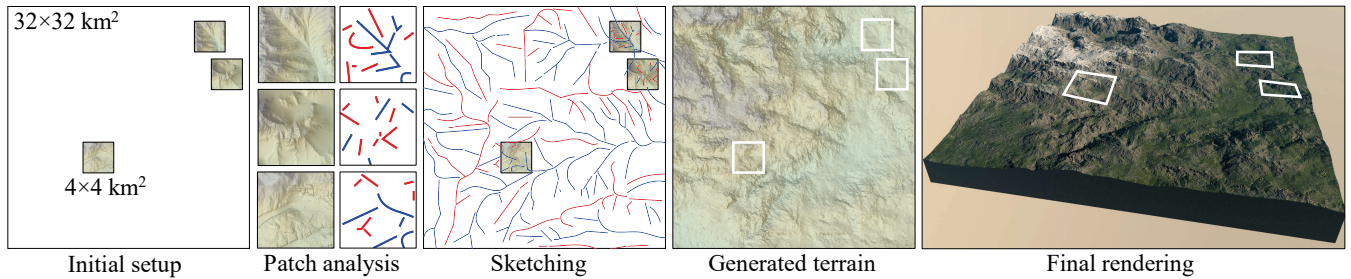 32×32 km²
4×4 km²
Initial setup
Patch analysis
Sketching
Generated terrain
Final rendering